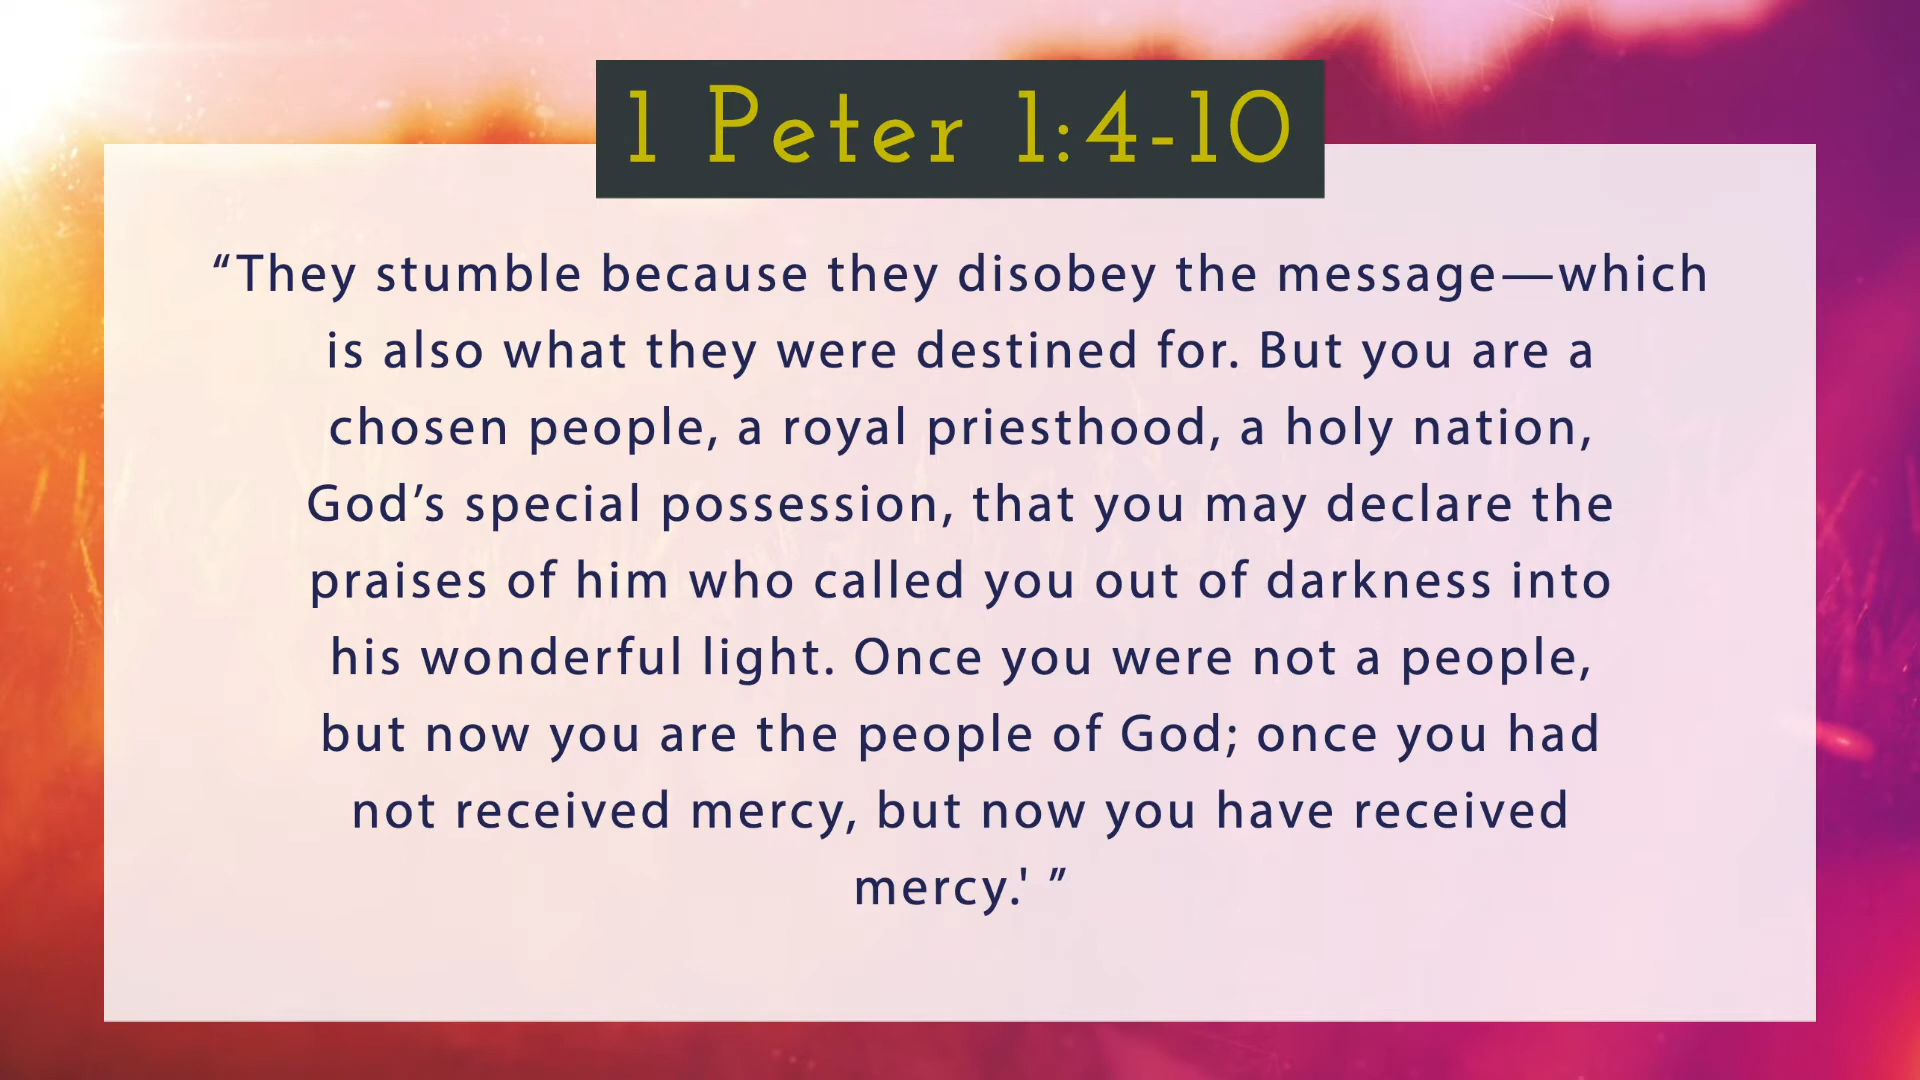 1 Peter 1:4-10
“They stumble because they disobey the message—which
is also what they were destined for. But you are a
chosen people, a royal priesthood, a holy nation,
God’s special possession, that you may declare the
praises of him who called you out of darkness into
his wonderful light. Once you were not a people,
but now you are the people of God; once you had
not received mercy, but now you have received
mercy.' ”